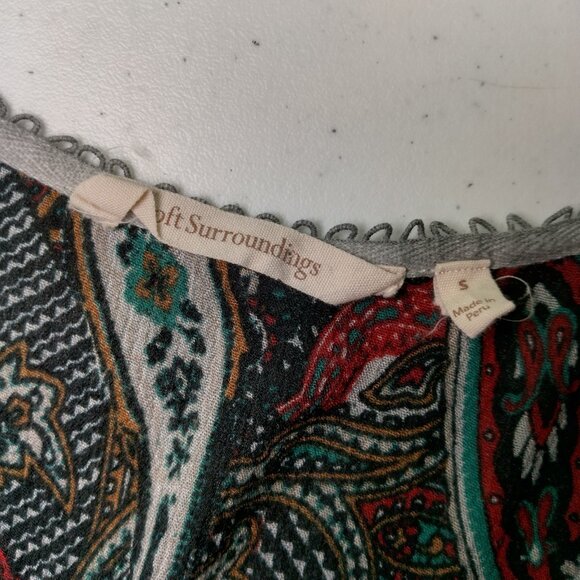 oft Surroundings
S
Made in
Peru